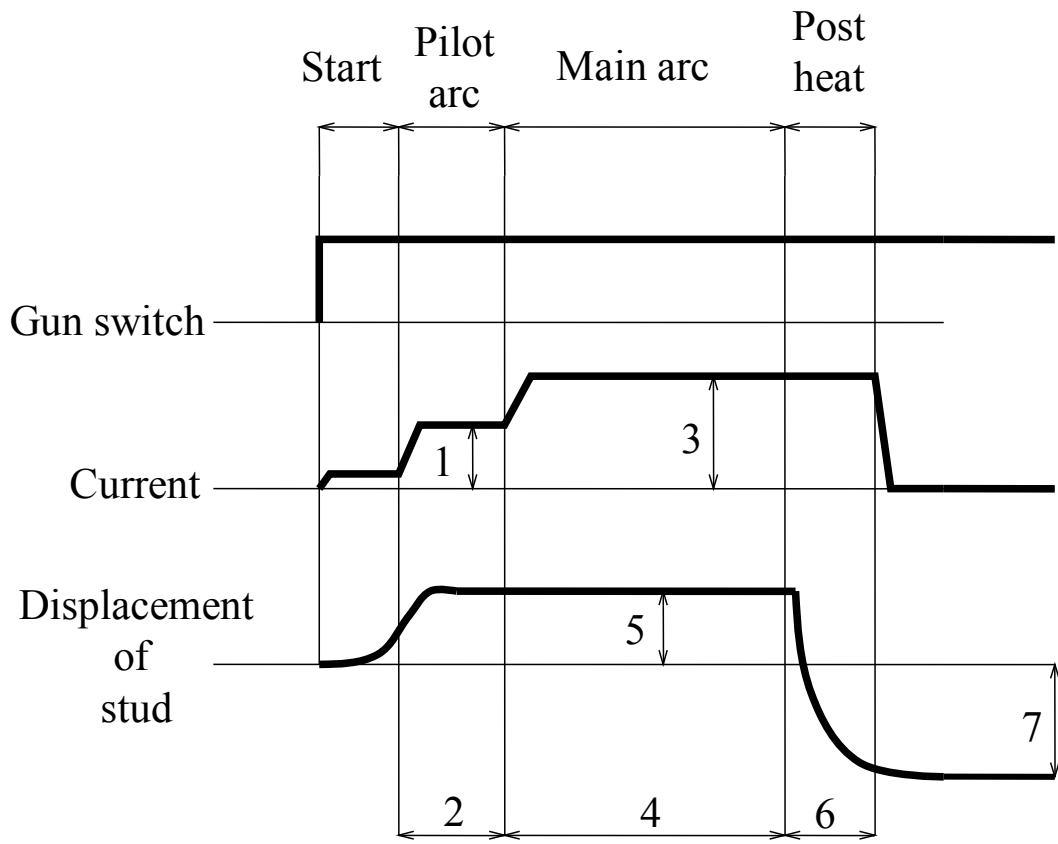 Start
Pilot
arc
Main arc
Post
heat
Gun switch
1
3
Current
Displacement
of
stud
5
7
2
4
6